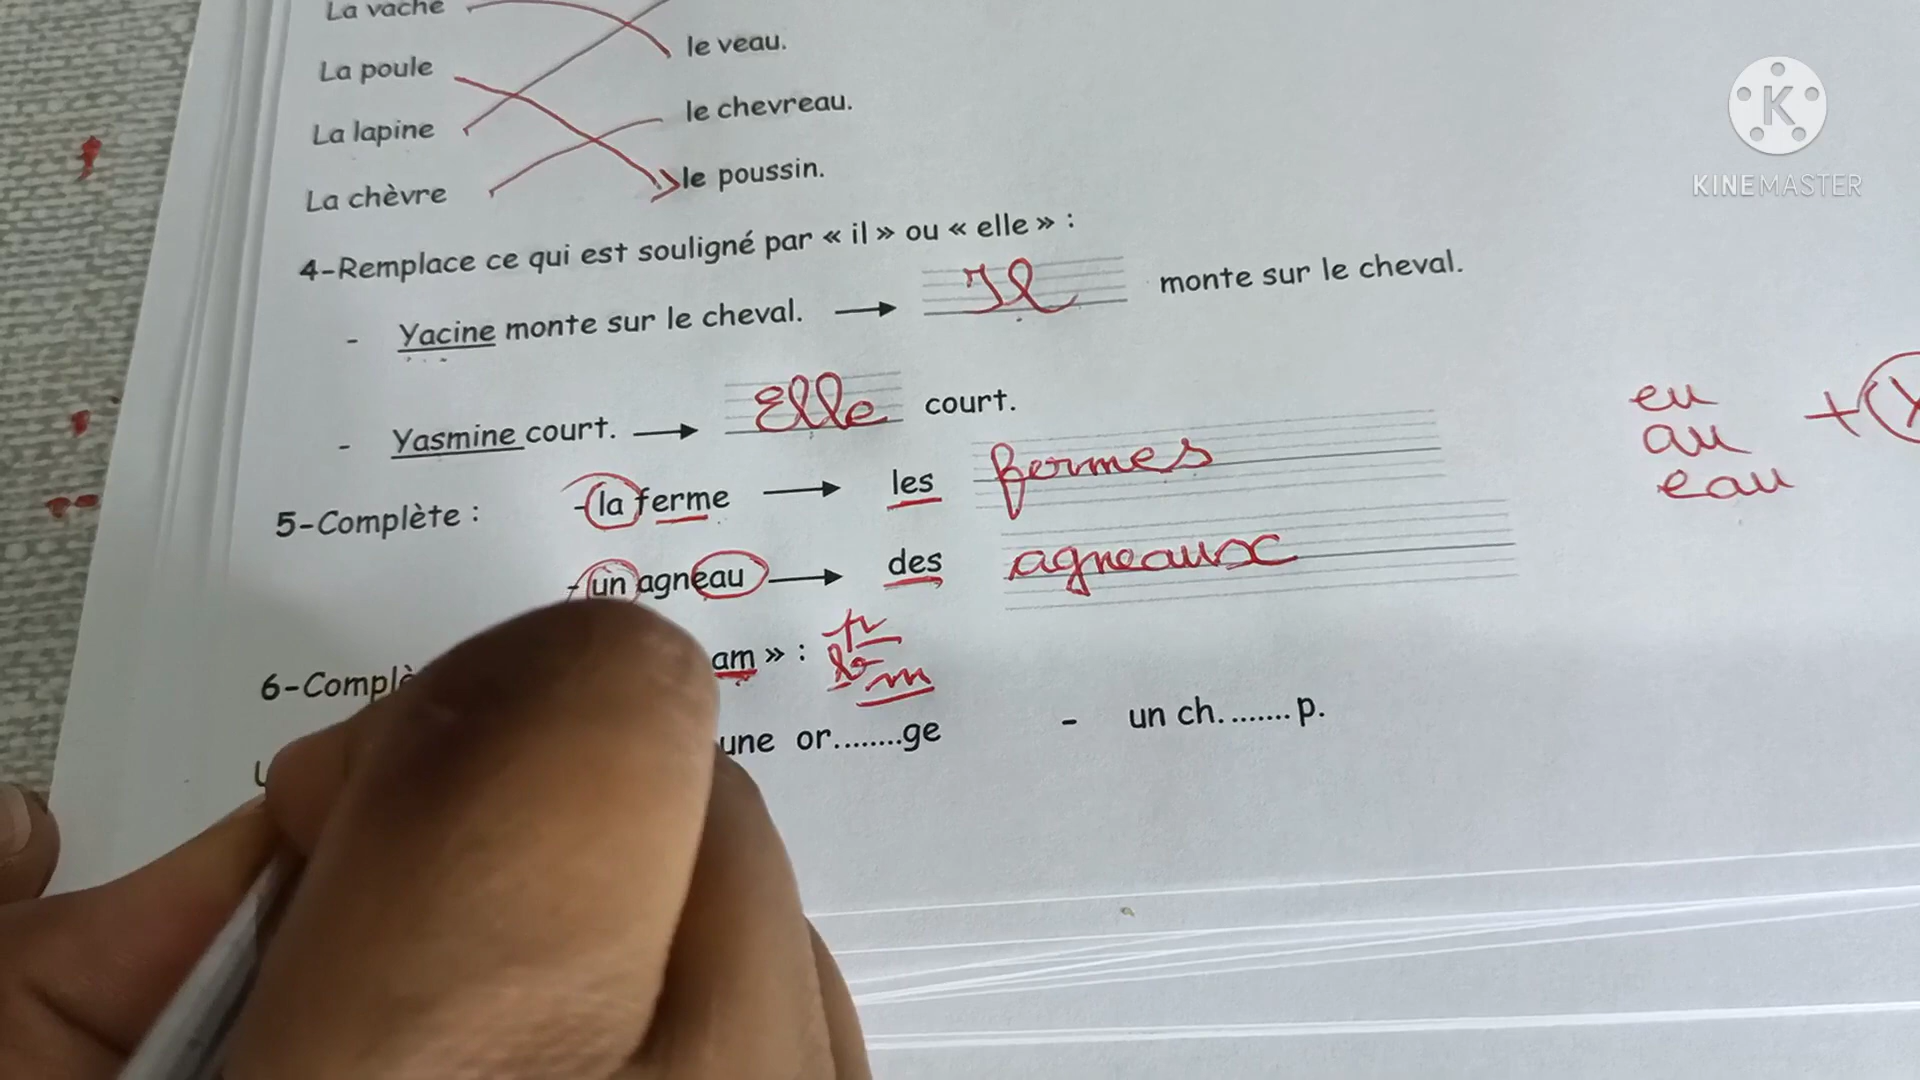 La vache
le veau.
La poule
le chevreau.
La lapine
le poussin.
La chèvre
4-Remplace ce qui est souligné par « il » ou « elle » :
- Yacine monte sur le cheval. → Il monte sur le cheval.
- Yasmine court. → Elle court.
5-Complète : -la ferme → les fermes
- un agneau → des agneaux
eu
au +
eau
am » :
m
une or........ge - un ch. ........ p.
KINEMASTER